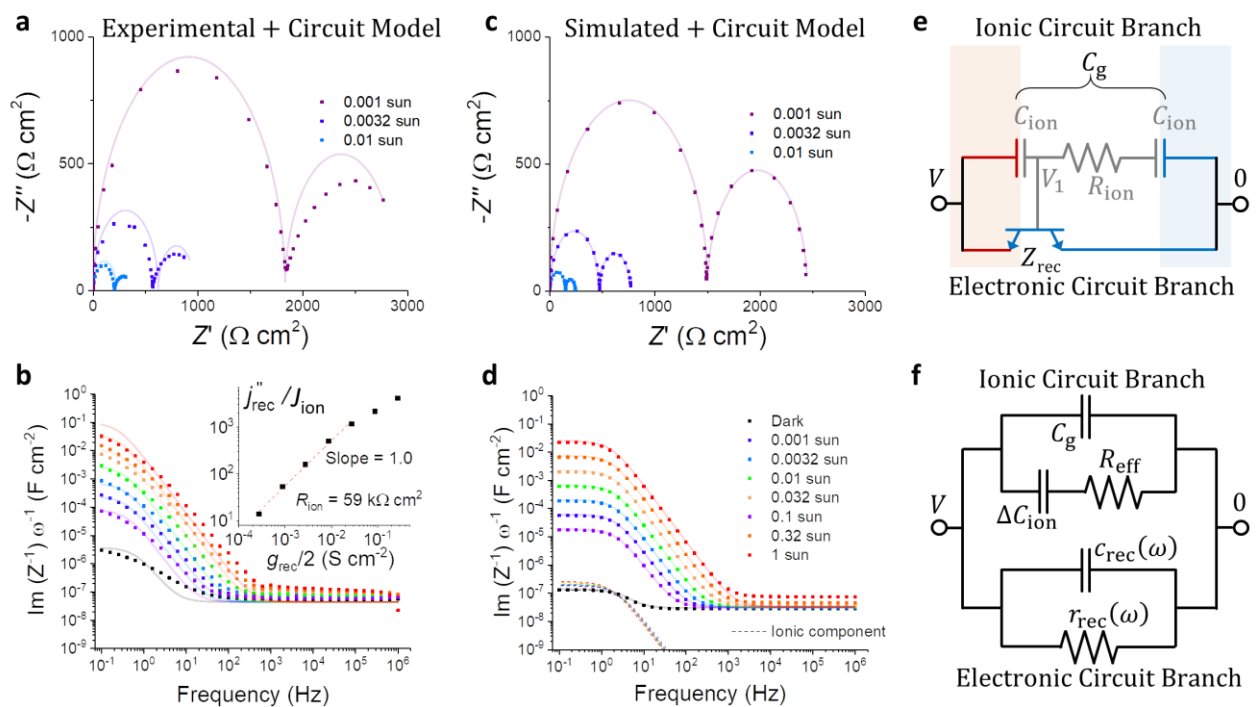 a Experimental + Circuit Model
1000
500
0
-Z″ (Ω cm²)
0 1000 2000 3000
Z′ (Ω cm²)
0.001 sun
0.0032 sun
0.01 sun
c Simulated + Circuit Model
1000
500
0
-Z″ (Ω cm²)
0 1000 2000 3000
Z′ (Ω cm²)
0.001 sun
0.0032 sun
0.01 sun
e Ionic Circuit Branch
C_g
C_ion C_ion
V V₁ R_ion 0
Z_rec
Electronic Circuit Branch
b
10⁰
10⁻¹
10⁻²
10⁻³
10⁻⁴
10⁻⁵
10⁻⁶
10⁻⁷
10⁻⁸
10⁻⁹
Im (Z⁻¹) ω⁻¹ (F cm⁻²)
10⁻¹ 10⁰ 10¹ 10² 10³ 10⁴ 10⁵ 10⁶
Frequency (Hz)
j″_rec/J_ion
10³
10²
10¹
Slope = 1.0
R_ion = 59 kΩ cm²
10⁻⁴ 10⁻³ 10⁻² 10⁻¹
g_rec/2 (S cm⁻²)
d
10⁰
10⁻¹
10⁻²
10⁻³
10⁻⁴
10⁻⁵
10⁻⁶
10⁻⁷
10⁻⁸
10⁻⁹
Im (Z⁻¹) ω⁻¹ (F cm⁻²)
10⁻¹ 10⁰ 10¹ 10² 10³ 10⁴ 10⁵ 10⁶
Frequency (Hz)
Dark
0.001 sun
0.0032 sun
0.01 sun
0.032 sun
0.1 sun
0.32 sun
1 sun
Ionic component
f
Ionic Circuit Branch
C_g
R_eff
ΔC_ion
V 0
c_rec(ω)
r_rec(ω)
Electronic Circuit Branch